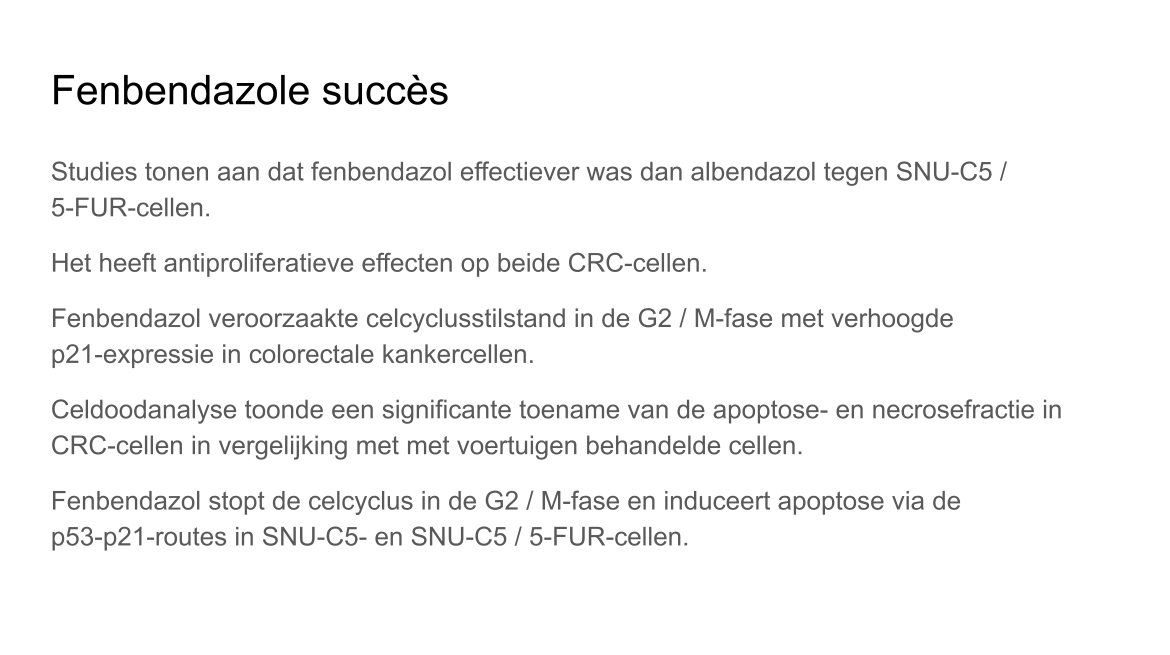 Fenbendazole succès
Studies tonen aan dat fenbendazol effectiever was dan albendazol tegen SNU-C5 /
5-FUR-cellen.
Het heeft antiproliferatieve effecten op beide CRC-cellen.
Fenbendazol veroorzaakte celcyclusstilstand in de G2 / M-fase met verhoogde
p21-expressie in colorectale kankercellen.
Celdoodanalyse toonde een significante toename van de apoptose- en necrosefractie in
CRC-cellen in vergelijking met met voertuigen behandelde cellen.
Fenbendazol stopt de celcyclus in de G2 / M-fase en induceert apoptose via de
p53-p21-routes in SNU-C5- en SNU-C5 / 5-FUR-cellen.